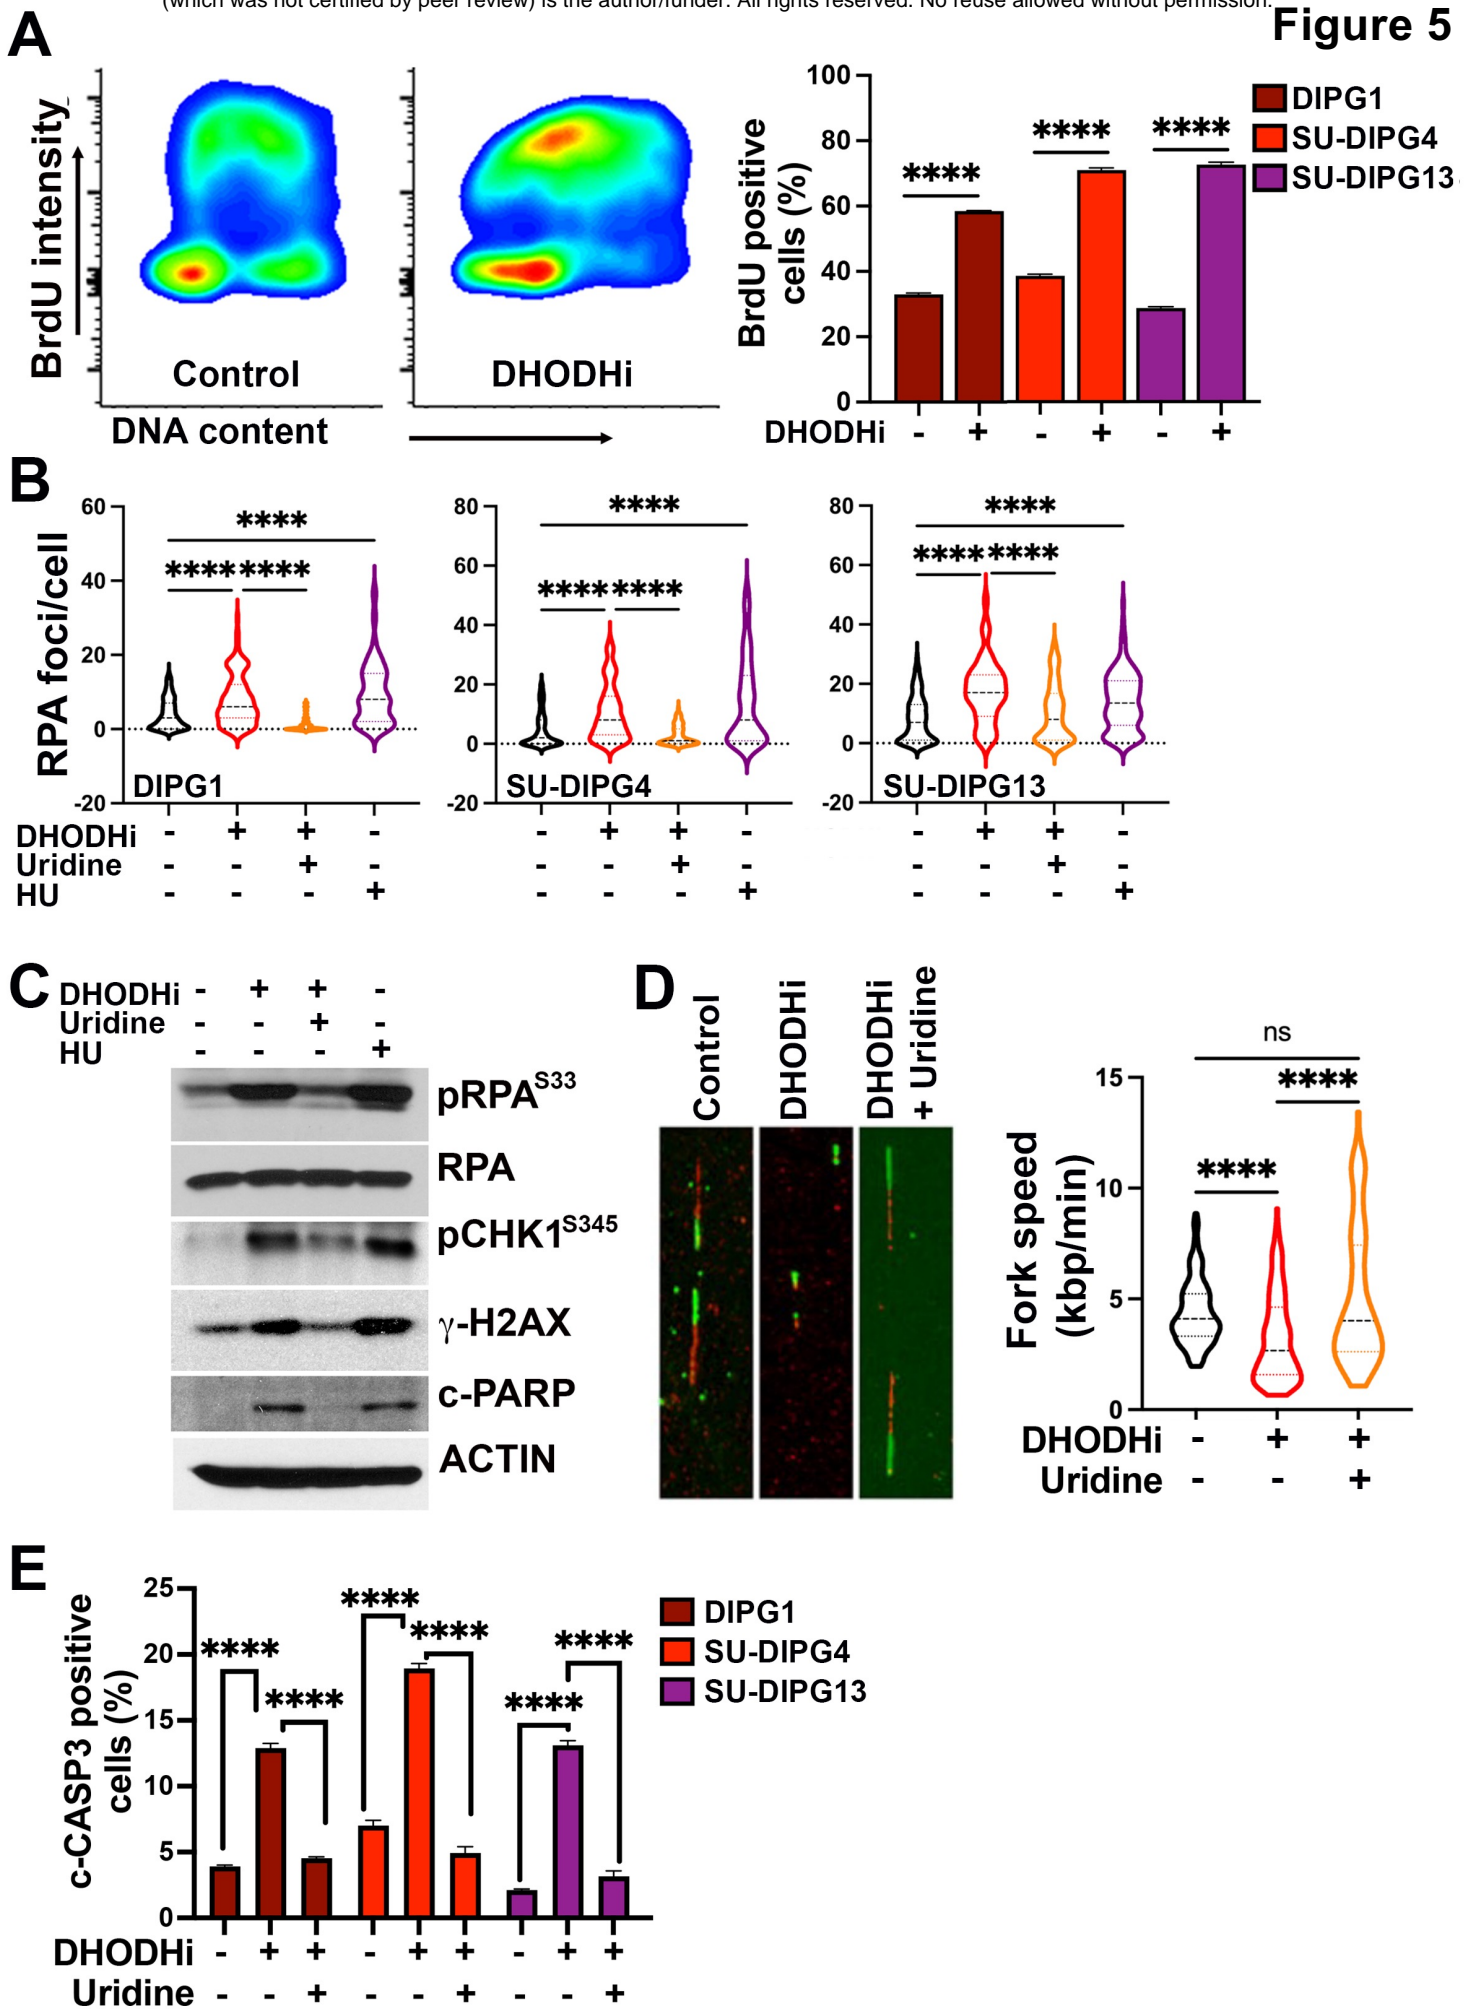 (which was not certified by peer review) is the author/funder. All rights reserved. No reuse allowed without permission.
Figure 5
A
BrdU intensity
Control
DHODHi
DNA content
BrdU positive
cells (%)
100
80
60
40
20
0
**** **** ****
DHODHi - + - + - +
DIPG1
SU-DIPG4
SU-DIPG13
B
RPA foci/cell
60
40
20
0
-20
****
**** ****
DIPG1
80
60
40
20
0
-20
****
**** ****
SU-DIPG4
80
60
40
20
0
-20
****
**** ****
SU-DIPG13
DHODHi - + + - - + + - - + + -
Uridine - - + - - - + - - - + -
HU - - - + - - - + - - - +
C
DHODHi - + + -
Uridine - - + -
HU - - - +
pRPA^S33
RPA
pCHK1^S345
γ-H2AX
c-PARP
ACTIN
D
Control
DHODHi
DHODHi
+ Uridine
Fork speed
(kbp/min)
15
10
5
0
ns
****
****
DHODHi - + +
Uridine - - +
E
c-CASP3 positive
cells (%)
25
20
15
10
5
0
**** ****
**** ****
**** ****
DHODHi - + + - + + - + +
Uridine - - + - - + - - +
DIPG1
SU-DIPG4
SU-DIPG13